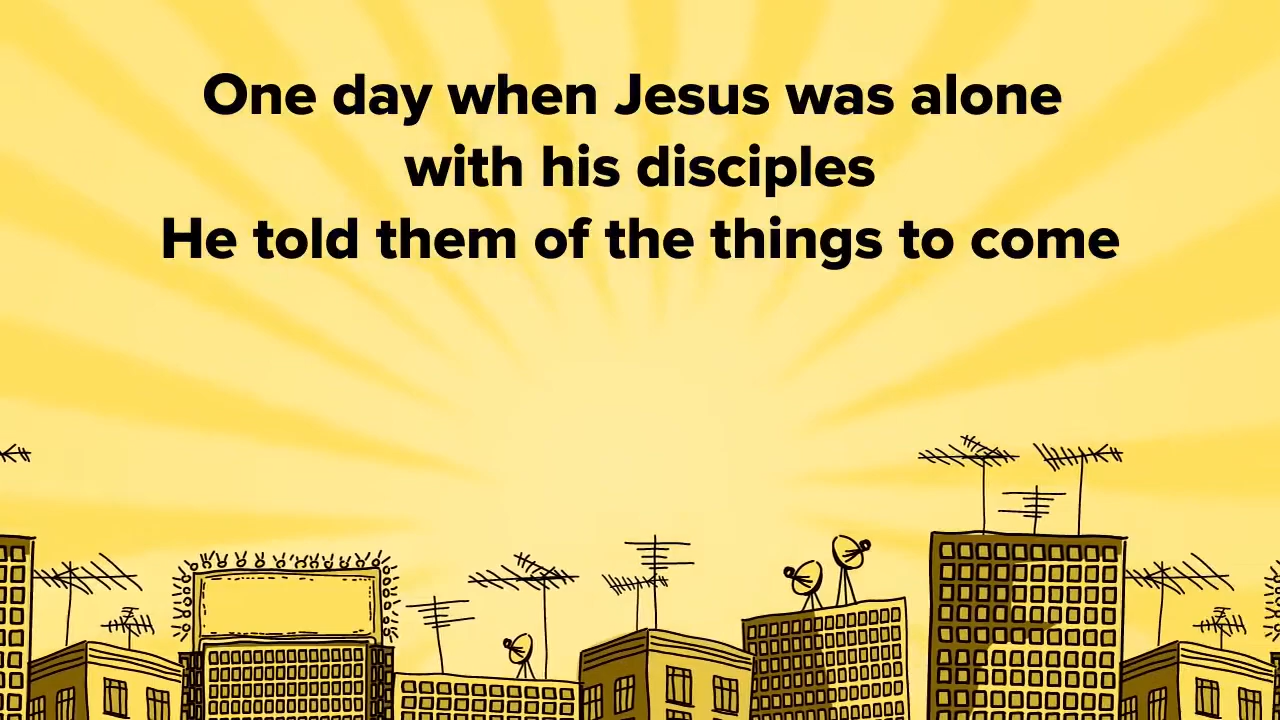 One day when Jesus was alone
with his disciples
He told them of the things to come